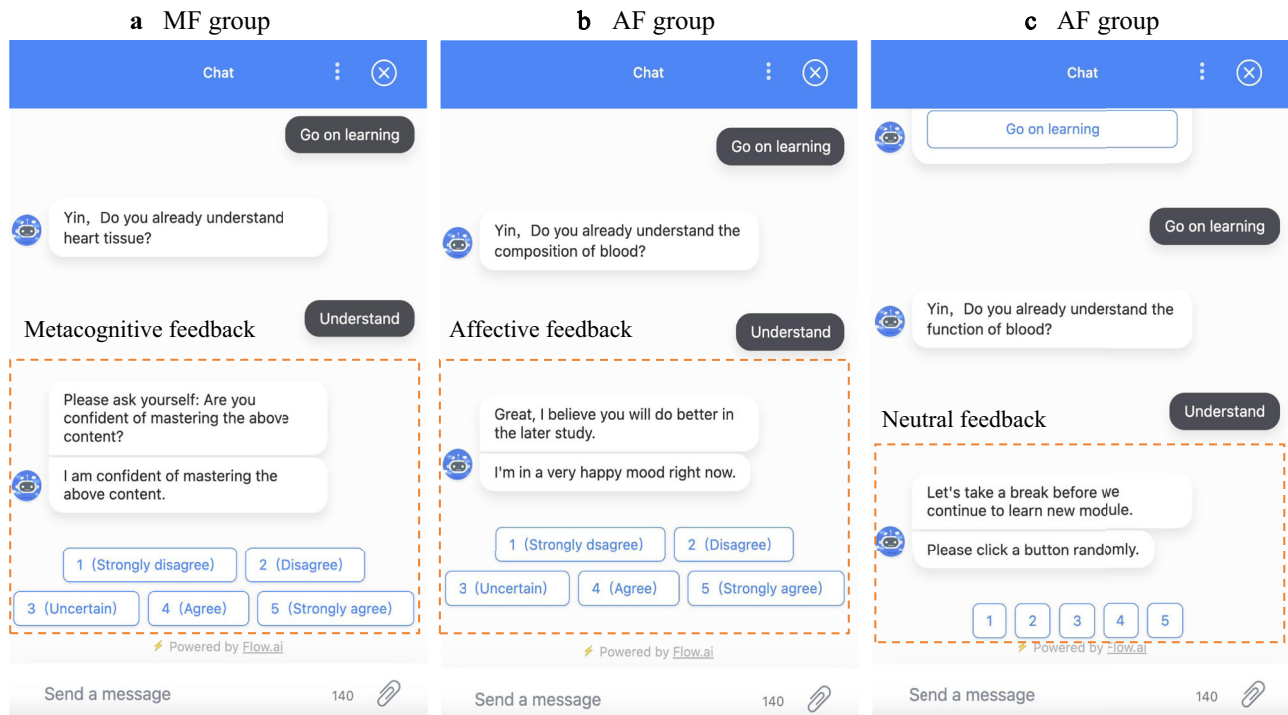 a MF group
Chat
Go on learning
Yin, Do you already understand
heart tissue?
Understand
Metacognitive feedback
Please ask yourself: Are you
confident of mastering the above
content?
I am confident of mastering the
above content.
1 (Strongly disagree)
2 (Disagree)
3 (Uncertain)
4 (Agree)
5 (Strongly agree)
Powered by Flow.ai
Send a message
140
b AF group
Chat
Go on learning
Yin, Do you already understand the
composition of blood?
Understand
Affective feedback
Great, I believe you will do better in
the later study.
I'm in a very happy mood right now.
1 (Strongly dsagree)
2 (Disagree)
3 (Uncertain)
4 (Agree)
5 (Strongly agree)
Powered by Flow.ai
Send a message
140
c AF group
Chat
Go on learning
Go on learning
Yin, Do you already understand the
function of blood?
Understand
Neutral feedback
Let's take a break before we
continue to learn new module.
Please click a button randomly.
1
2
3
4
5
Powered by Flow.ai
Send a message
140